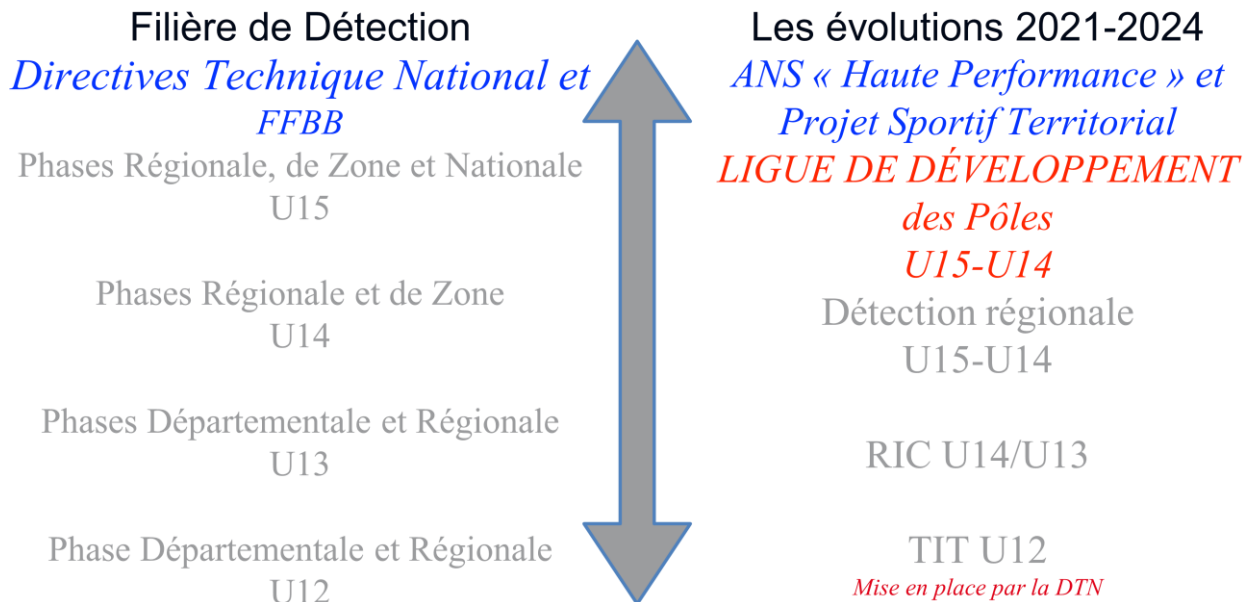 Filière de Détection
Directives Technique National et
FFBB
Phases Régionale, de Zone et Nationale
U15
Phases Régionale et de Zone
U14
Phases Départementale et Régionale
U13
Phase Départementale et Régionale
U12
Les évolutions 2021-2024
ANS « Haute Performance » et
Projet Sportif Territorial
LIGUE DE DÉVELOPPEMENT
des Pôles
U15-U14
Détection régionale
U15-U14
RIC U14/U13
TIT U12
Mise en place par la DTN